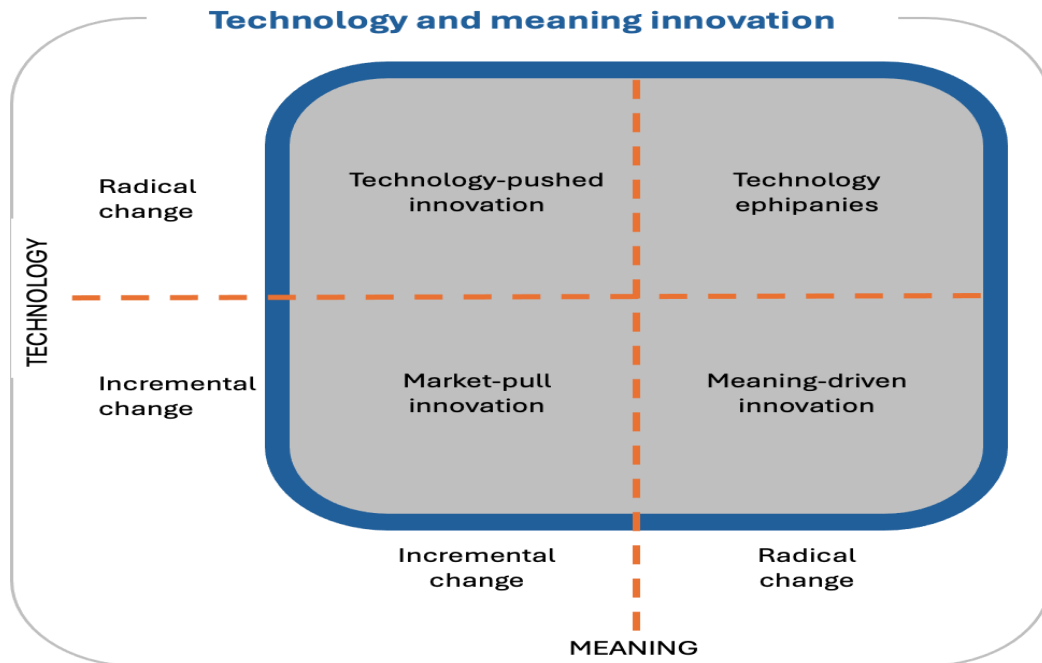 Technology and meaning innovation
Radical
change
Technology-pushed
innovation
Technology
ephipanies
TECHNOLOGY
Incremental
change
Market-pull
innovation
Meaning-driven
innovation
Incremental
change
Radical
change
MEANING